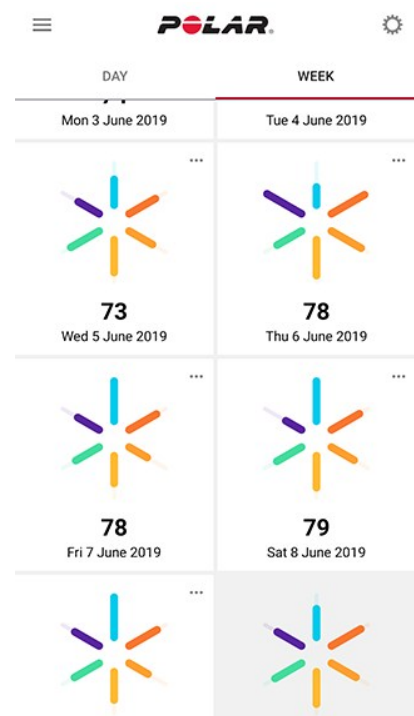 POLAR.
DAY WEEK
Mon 3 June 2019 Tue 4 June 2019
73 78
Wed 5 June 2019 Thu 6 June 2019
78 79
Fri 7 June 2019 Sat 8 June 2019